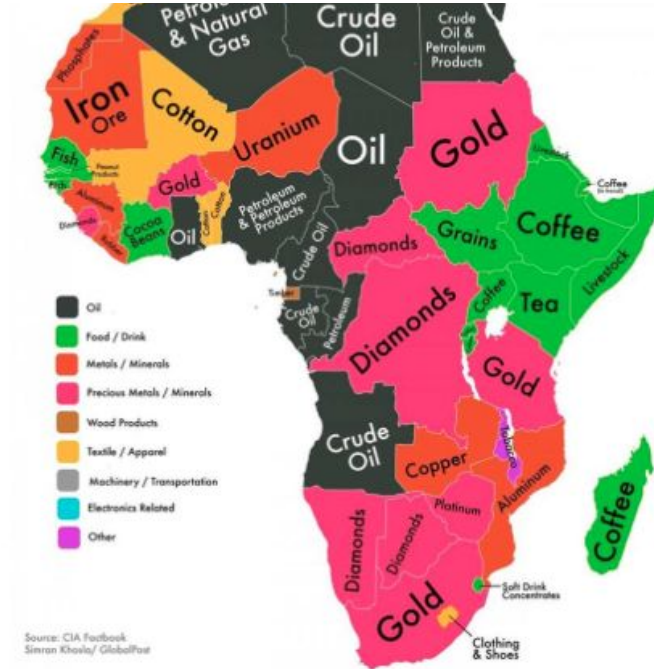 Petroleum
& Natural
Gas
Crude
Oil
Crude
Oil &
Petroleum
Products
Phosphates
Iron
Ore
Cotton
Uranium
Oil
Gold
Livestock
Coffee
Fish
Peanut
Products
Fish
Aluminum
Diamonds
Rubber
Cocoa
Beans
Gold
Oil
Cotton
Cotton
Petroleum
& Petroleum
Products
Crude Oil
Diamonds
Grains
Coffee
Livestock
Timber
Crude
Oil
Petroleum
Diamonds
Coffee
Tea
Gold
Crude
Oil
Copper
Tobacco
Aluminum
Platinum
Diamonds
Diamonds
Gold
Coffee
Soft Drink
Concentrates
Clothing
& Shoes
Oil
Food / Drink
Metals / Minerals
Precious Metals / Minerals
Wood Products
Textile / Apparel
Machinery / Transportation
Electronics Related
Other
Source: CIA Factbook
Simran Khosla/ GlobalPost